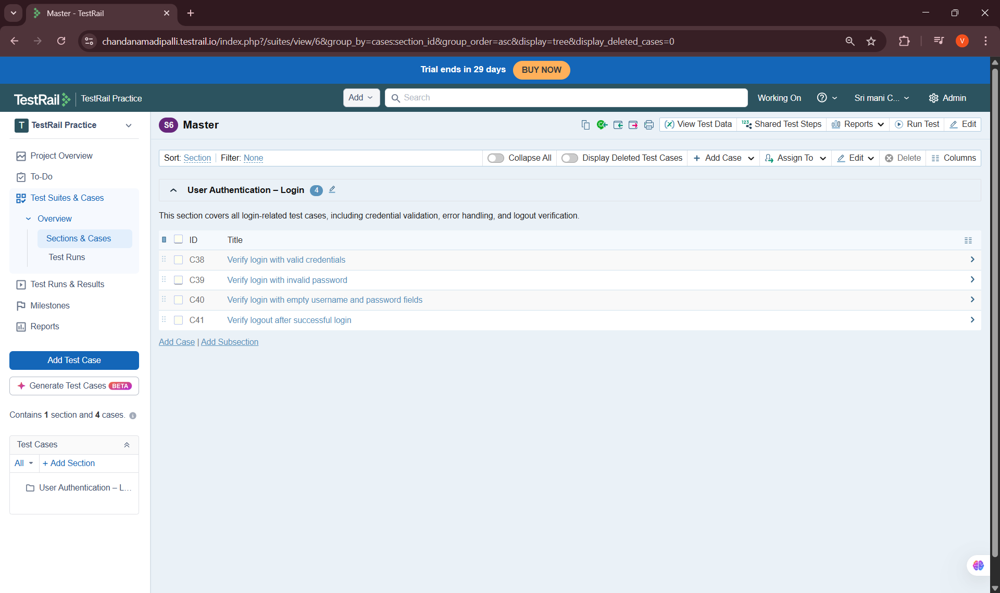 Master - TestRail
chandanamadipalli.testrail.io/index.php?/suites/view/6&group_by=cases:section_id&group_order=asc&display=tree&display_deleted_cases=0
V
Trial ends in 29 days BUY NOW
TestRail TestRail Practice Add Search Working On Sri mani C... Admin
T TestRail Practice
S6 Master View Test Data 123 Shared Test Steps Reports Run Test Edit
Project Overview
To-Do
Test Suites & Cases
Overview
Sections & Cases
Test Runs
Test Runs & Results
Milestones
Reports
Add Test Case
Generate Test Cases BETA
Contains 1 section and 4 cases.
Test Cases
All + Add Section
User Authentication – L...
Sort: Section Filter: None Collapse All Display Deleted Test Cases + Add Case Assign To Edit Delete Columns
User Authentication – Login 4
This section covers all login-related test cases, including credential validation, error handling, and logout verification.
ID Title
C38 Verify login with valid credentials
C39 Verify login with invalid password
C40 Verify login with empty username and password fields
C41 Verify logout after successful login
Add Case | Add Subsection